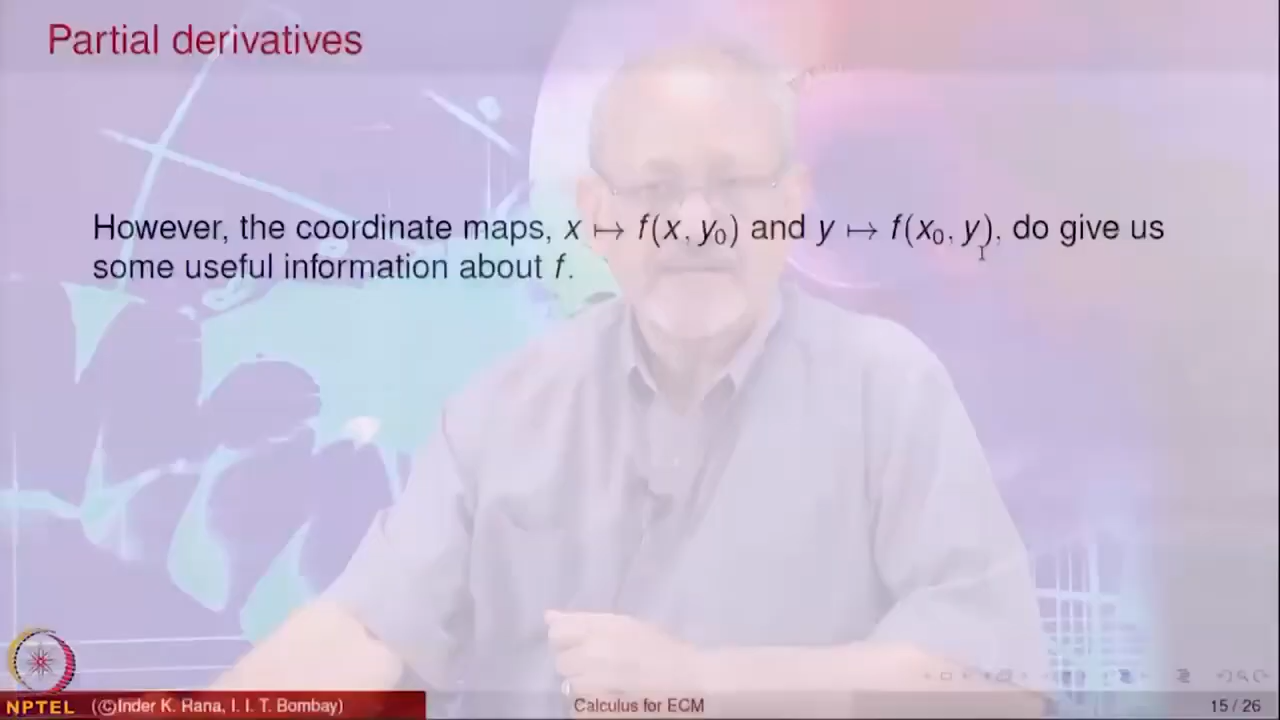 Partial derivatives
However, the coordinate maps, x ↦ f(x, y₀) and y ↦ f(x₀, y), do give us
some useful information about f.
NPTEL (©Inder K. Rana, I. I. T. Bombay) Calculus for ECM 15 / 26